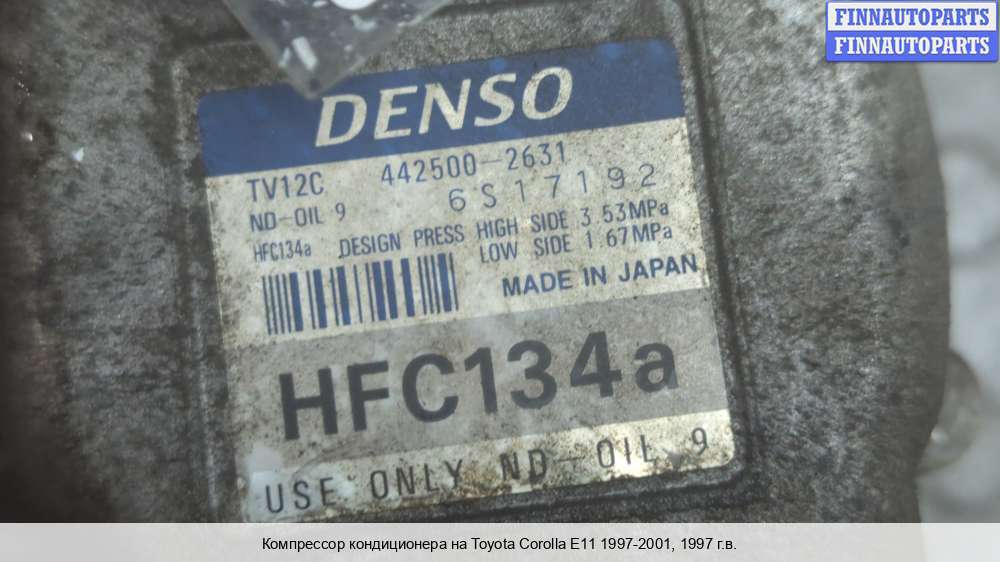 FINNAUTOPARTS
FINNAUTOPARTS
DENSO
TV12C 442500-2631
ND-OIL 9 6S17192
HFC134a DESIGN PRESS HIGH SIDE 3.53MPa
LOW SIDE 1.67MPa
MADE IN JAPAN
HFC134a
USE ONLY ND-OIL 9
Компрессор кондиционера на Toyota Corolla E11 1997-2001, 1997 г.в.